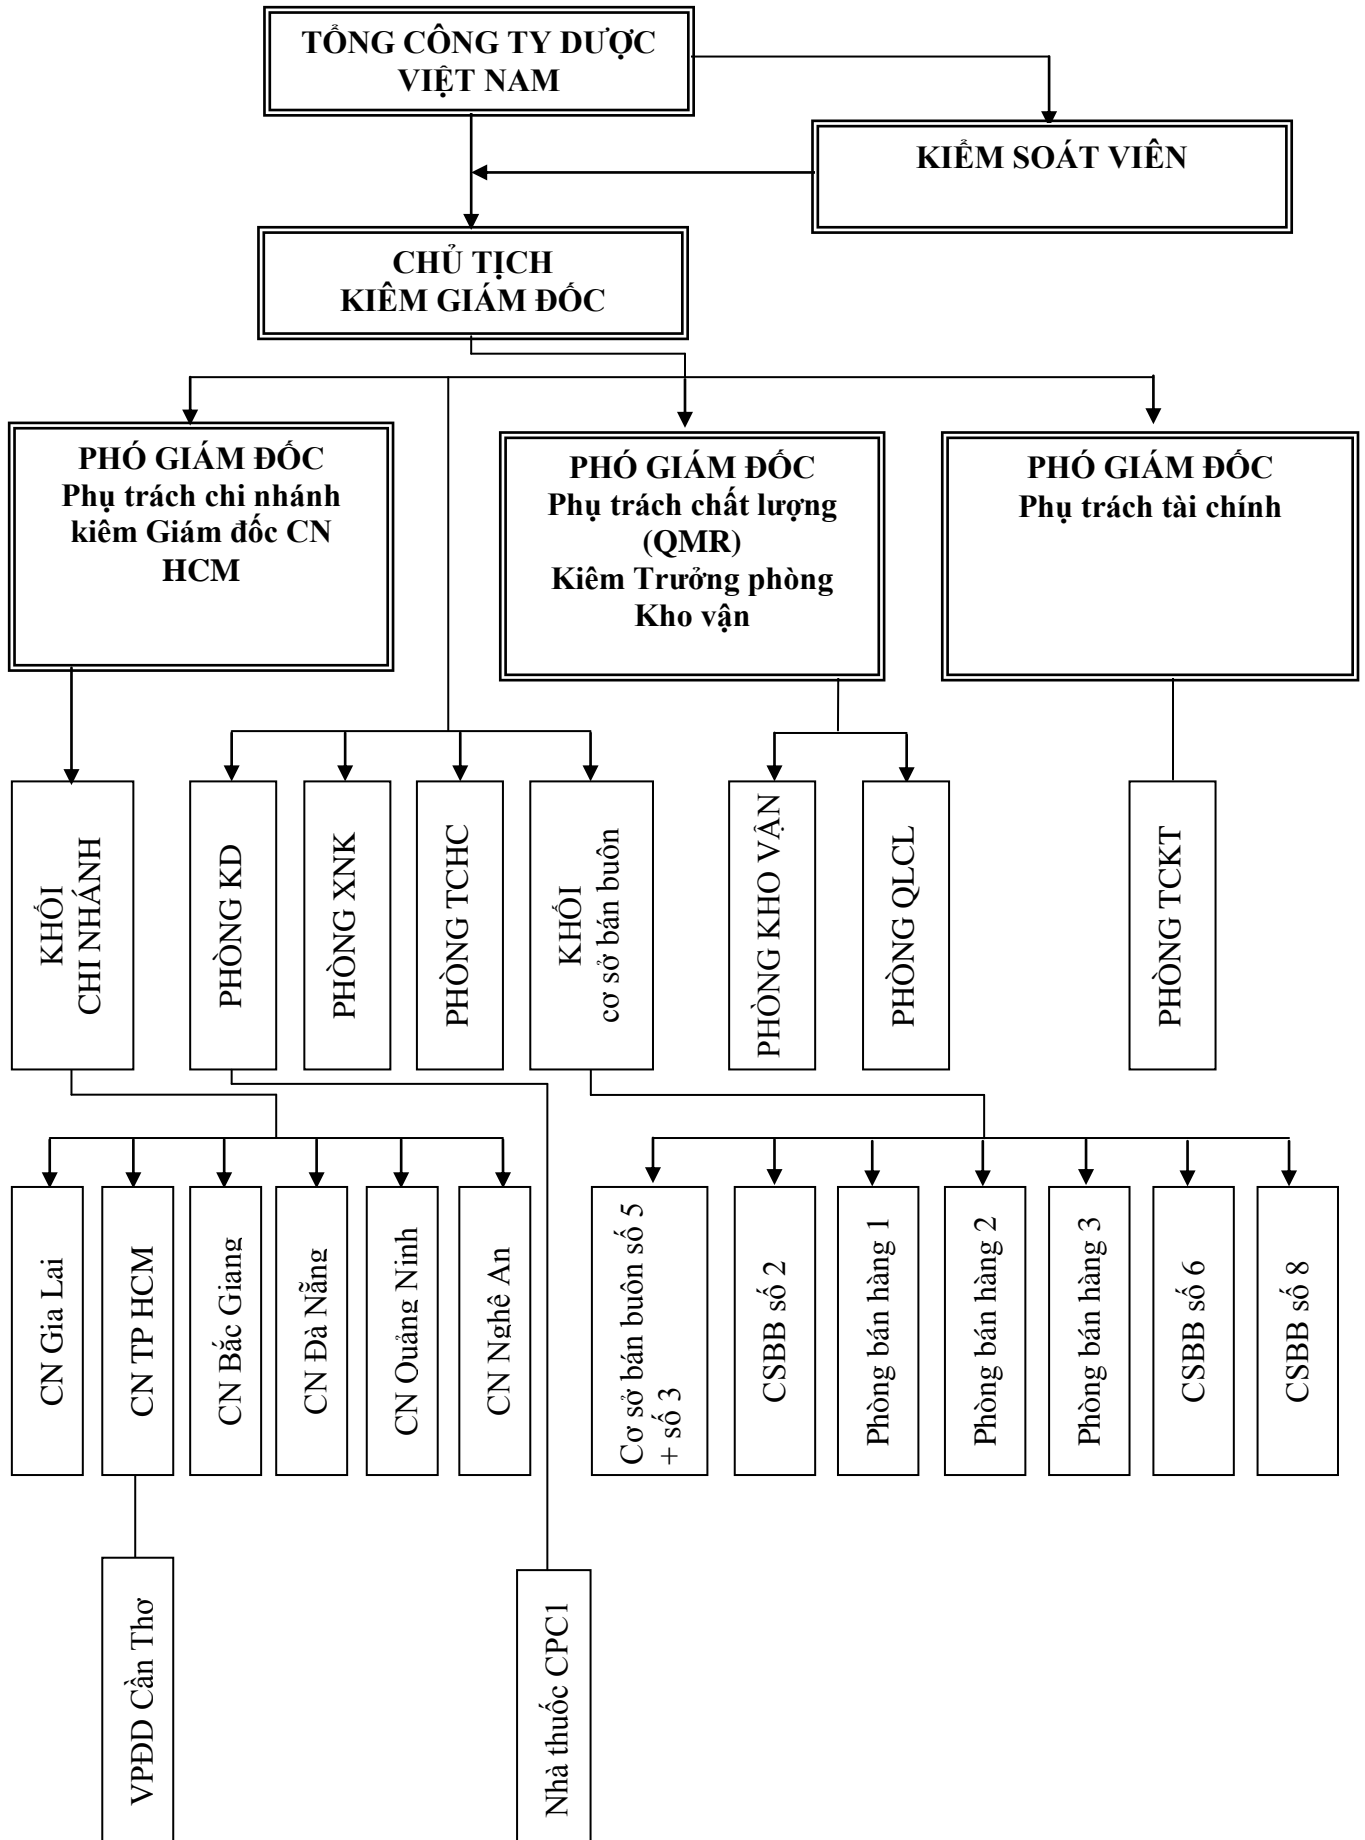 TỔNG CÔNG TY DƯỢC
VIỆT NAM
KIỂM SOÁT VIÊN
CHỦ TỊCH
KIÊM GIÁM ĐỐC
PHÓ GIÁM ĐỐC
Phụ trách chi nhánh
kiêm Giám đốc CN
HCM
PHÓ GIÁM ĐỐC
Phụ trách chất lượng
(QMR)
Kiêm Trưởng phòng
Kho vận
PHÓ GIÁM ĐỐC
Phụ trách tài chính
KHỐI
CHI NHÁNH
PHÒNG KD
PHÒNG XNK
PHÒNG TCHC
KHỐI
cơ sở bán buôn
PHÒNG KHO VẬN
PHÒNG QLCL
PHÒNG TCKT
CN Gia Lai
CN TP HCM
CN Bắc Giang
CN Đà Nẵng
CN Quảng Ninh
CN Nghệ An
Cơ sở bán buôn số 5
+ số 3
CSBB số 2
Phòng bán hàng 1
Phòng bán hàng 2
Phòng bán hàng 3
CSBB số 6
CSBB số 8
VPĐD Cần Thơ
Nhà thuốc CPC1